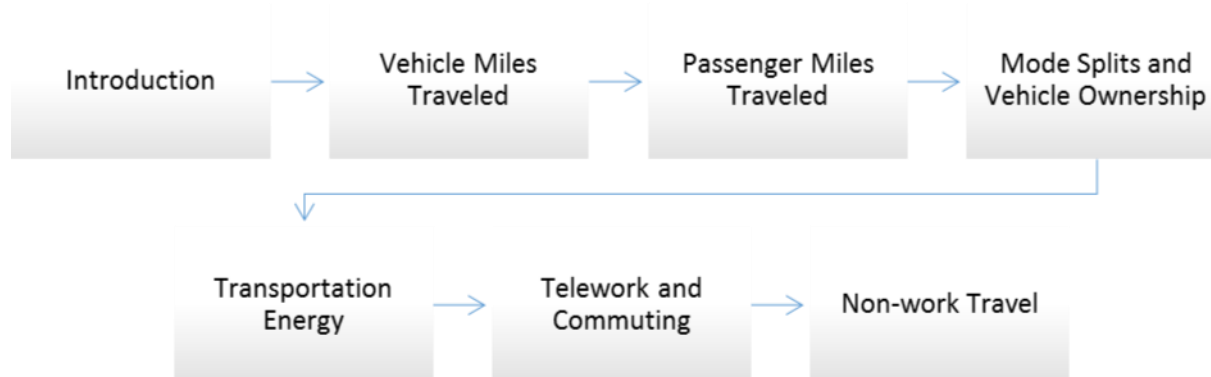 Introduction
Vehicle Miles
Traveled
Passenger Miles
Traveled
Mode Splits and
Vehicle Ownership
Transportation
Energy
Telework and
Commuting
Non-work Travel